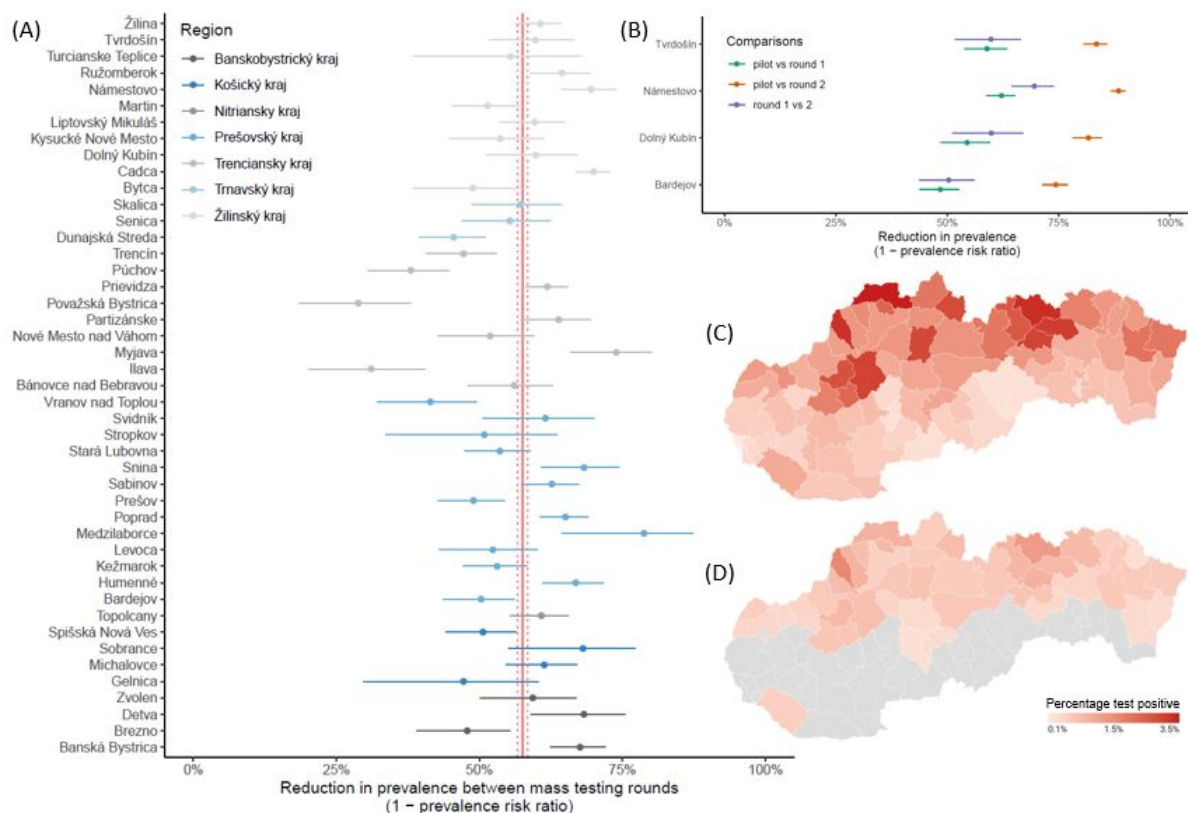 (A)
Žilina
Tvrdošín
Turcianske Teplice
Ružomberok
Námestovo
Martin
Liptovský Mikuláš
Kysucké Nové Mesto
Dolný Kubín
Cadca
Bytca
Skalica
Senica
Dunajská Streda
Trencín
Púchov
Prievidza
Považská Bystrica
Partizánske
Nové Mesto nad Váhom
Myjava
Ilava
Bánovce nad Bebravou
Vranov nad Toplou
Svidník
Stropkov
Stará Lubovna
Snina
Sabinov
Prešov
Poprad
Medzilaborce
Levoca
Kežmarok
Humenné
Bardejov
Topolcany
Spišská Nová Ves
Sobrance
Michalovce
Gelnica
Zvolen
Detva
Brezno
Banská Bystrica
Region
Banskobystrický kraj
Košický kraj
Nitriansky kraj
Prešovský kraj
Trenciansky kraj
Trnavský kraj
Žilinský kraj
0% 25% 50% 75% 100%
Reduction in prevalence between mass testing rounds
(1 − prevalence risk ratio)
(B)
Tvrdošín
Námestovo
Dolný Kubín
Bardejov
Comparisons
pilot vs round 1
pilot vs round 2
round 1 vs 2
0% 25% 50% 75% 100%
Reduction in prevalence
(1 − prevalence risk ratio)
(C)
(D)
Percentage test positive
0.1% 1.5% 3.5%